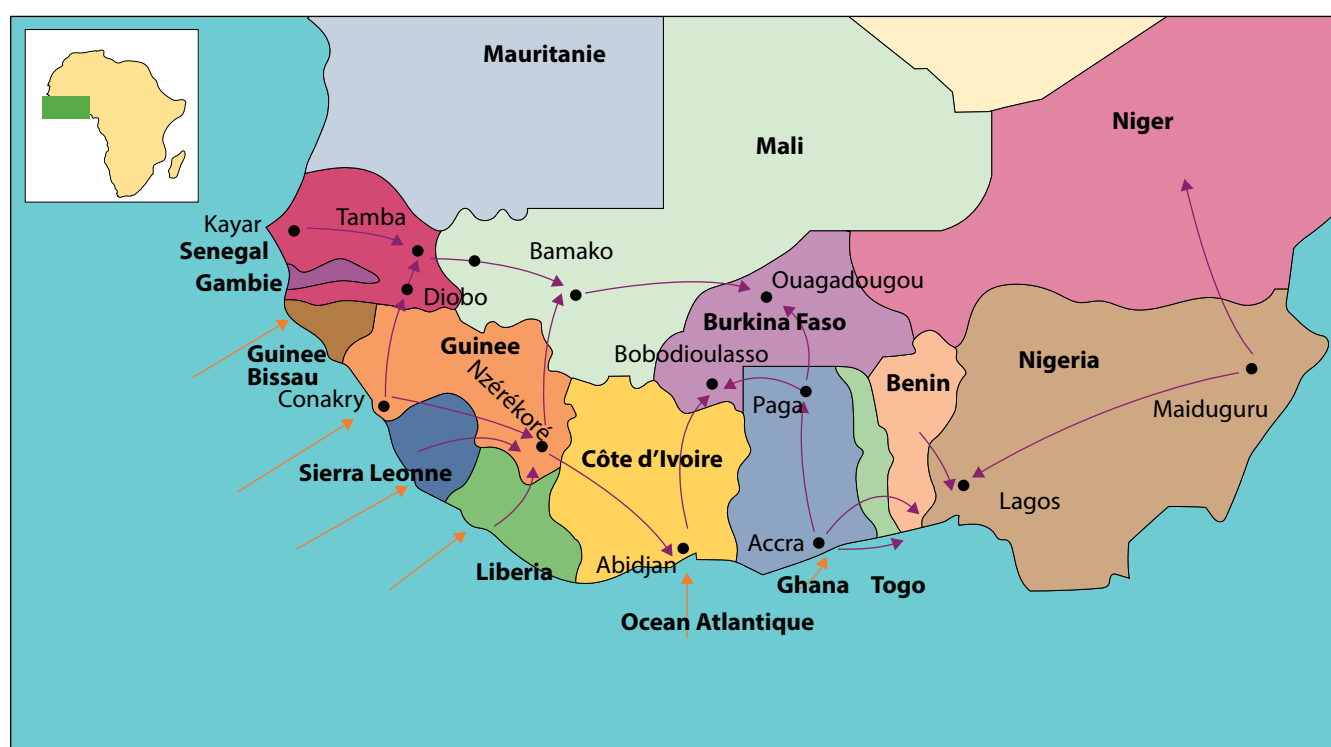 Mauritanie
Mali
Niger
Kayar
Tamba
Senegal
Bamako
Gambie
Diobo
Ouagadougou
Burkina Faso
Guinee
Bissau
Guinee
Bobodioulasso
Nigeria
Nzérékoré
Conakry
Paga
Benin
Maiduguru
Sierra Leonne
Côte d'Ivoire
Lagos
Accra
Abidjan
Liberia
Ghana
Togo
Ocean Atlantique